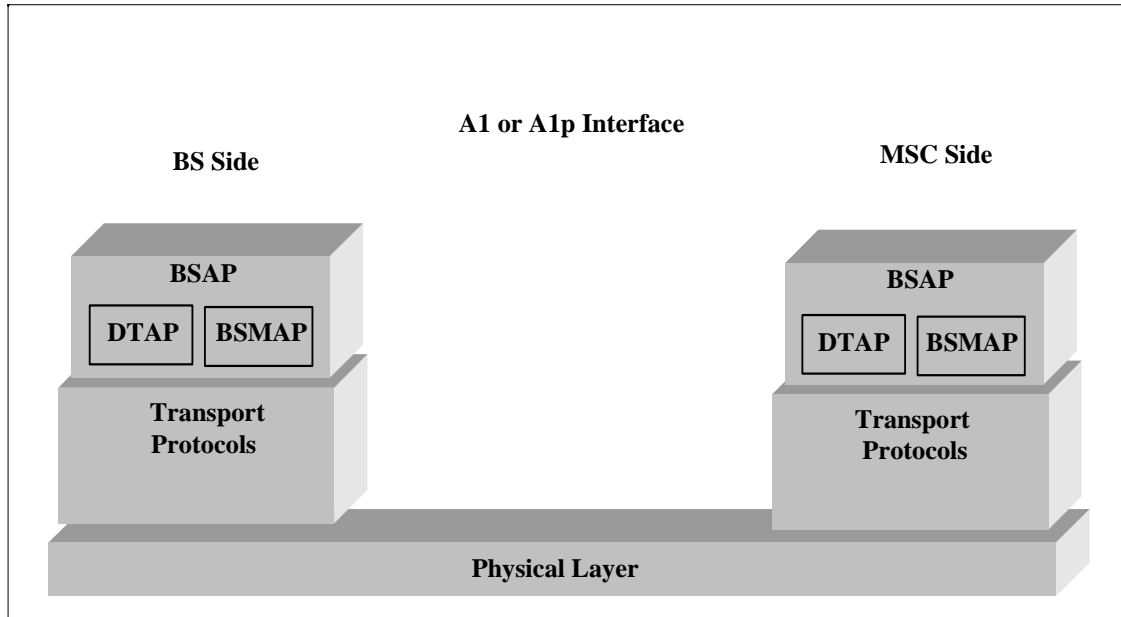 A1 or A1p Interface
BS Side
MSC Side
BSAP
DTAP BSMAP
Transport
Protocols
BSAP
DTAP BSMAP
Transport
Protocols
Physical Layer